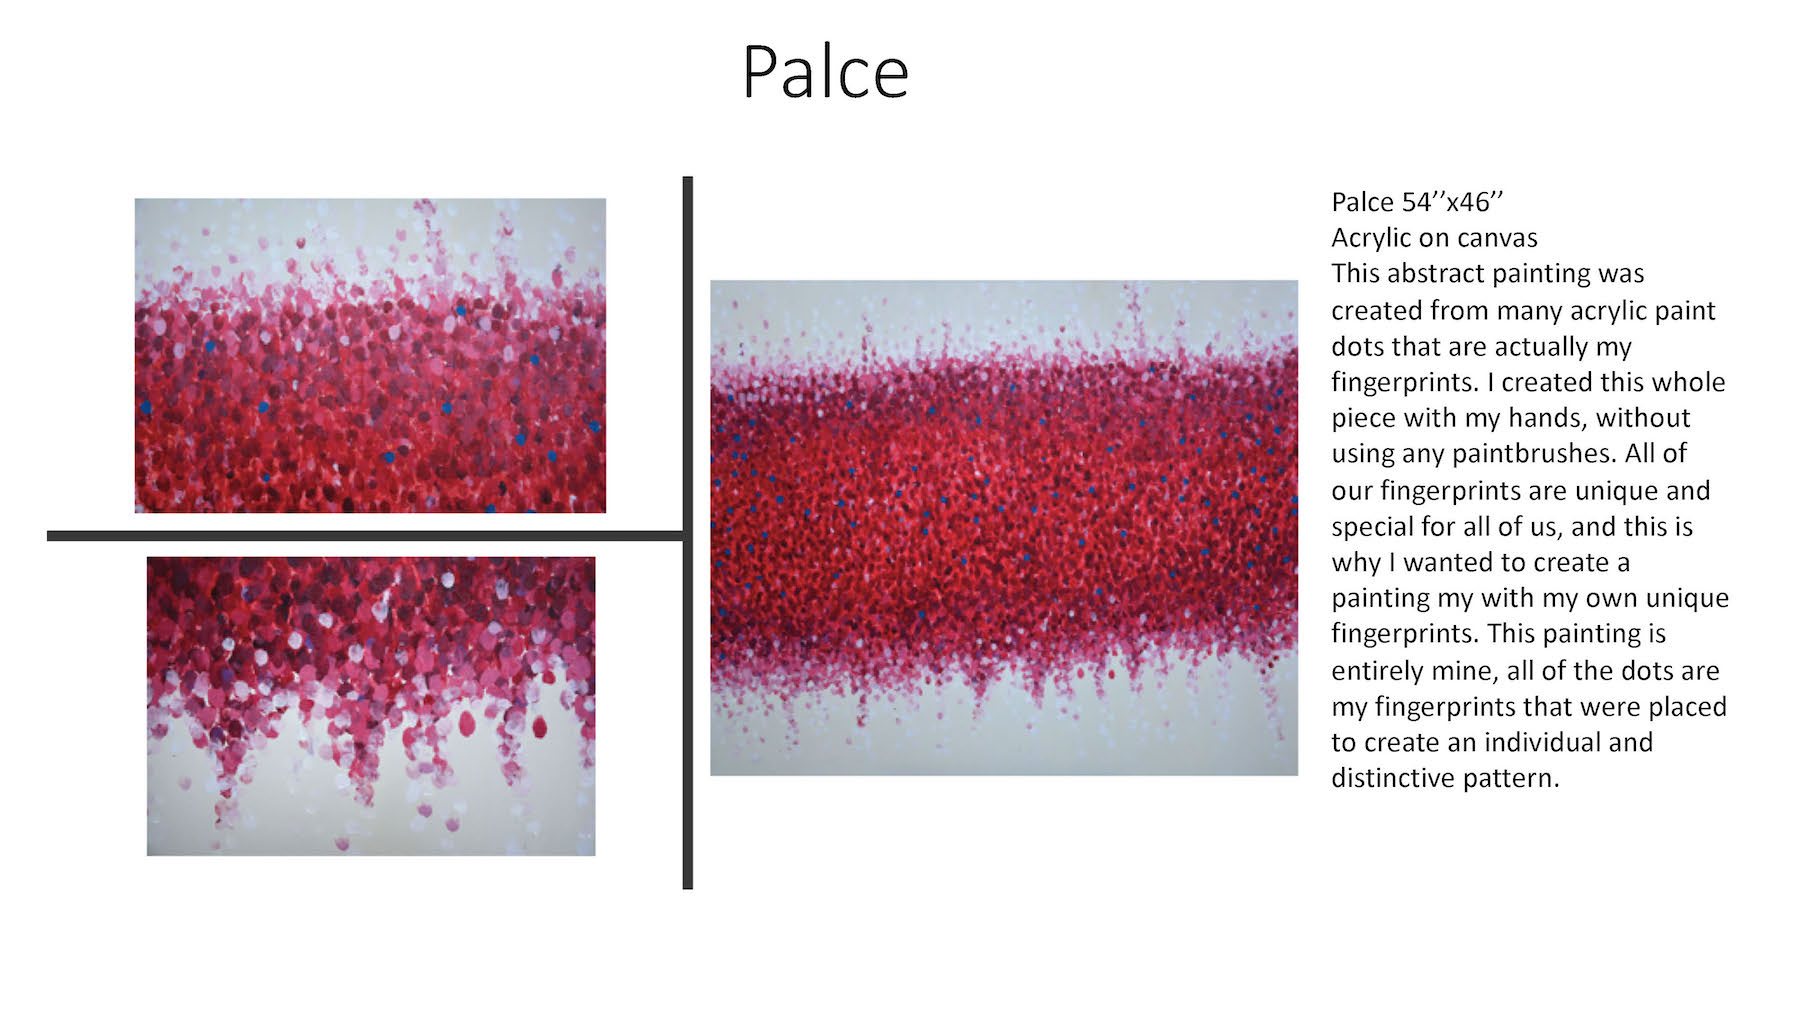 Palce
Palce 54’’x46’’
Acrylic on canvas
This abstract painting was
created from many acrylic paint
dots that are actually my
fingerprints. I created this whole
piece with my hands, without
using any paintbrushes. All of
our fingerprints are unique and
special for all of us, and this is
why I wanted to create a
painting my with my own unique
fingerprints. This painting is
entirely mine, all of the dots are
my fingerprints that were placed
to create an individual and
distinctive pattern.